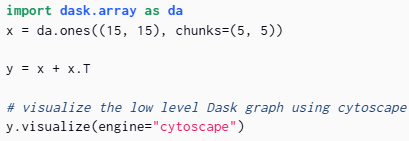 import dask.array as da
x = da.ones((15, 15), chunks=(5, 5))
y = x + x.T
# visualize the low level Dask graph using cytoscape
y.visualize(engine="cytoscape")